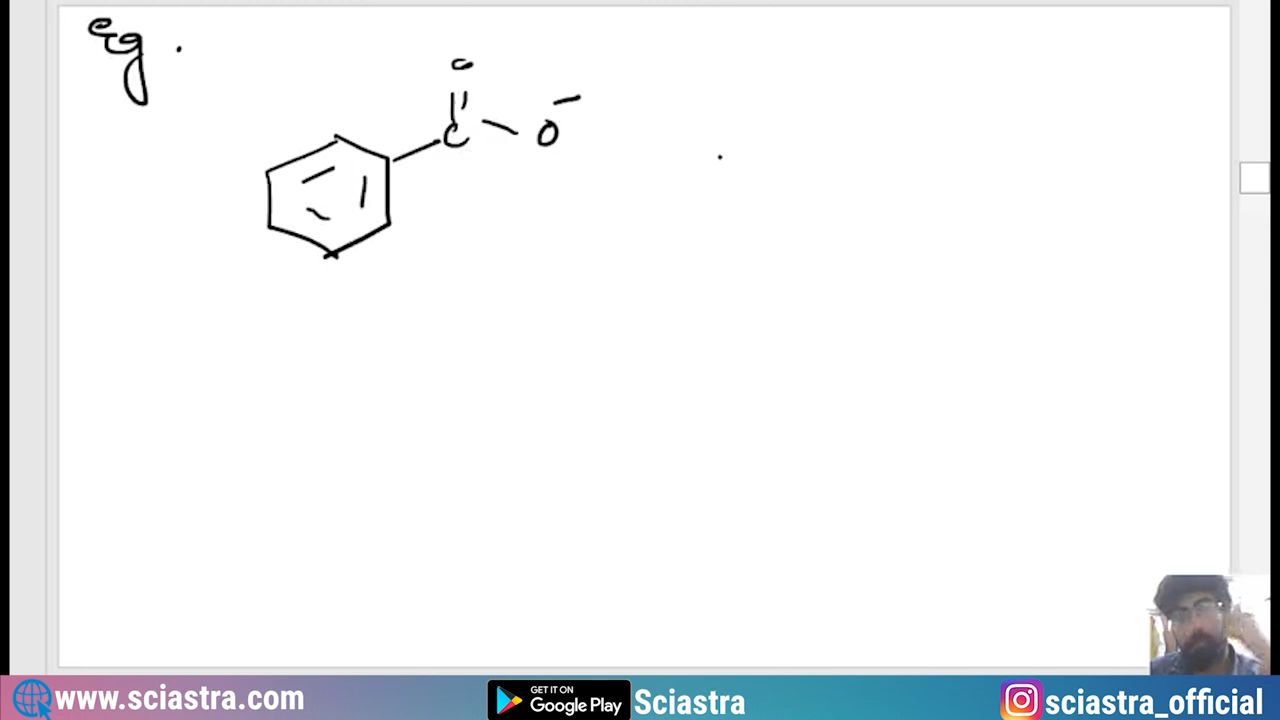 Eg.
O
C O⁻
www.sciastra.com
GET IT ON
Google Play
Sciastra
sciastra_official